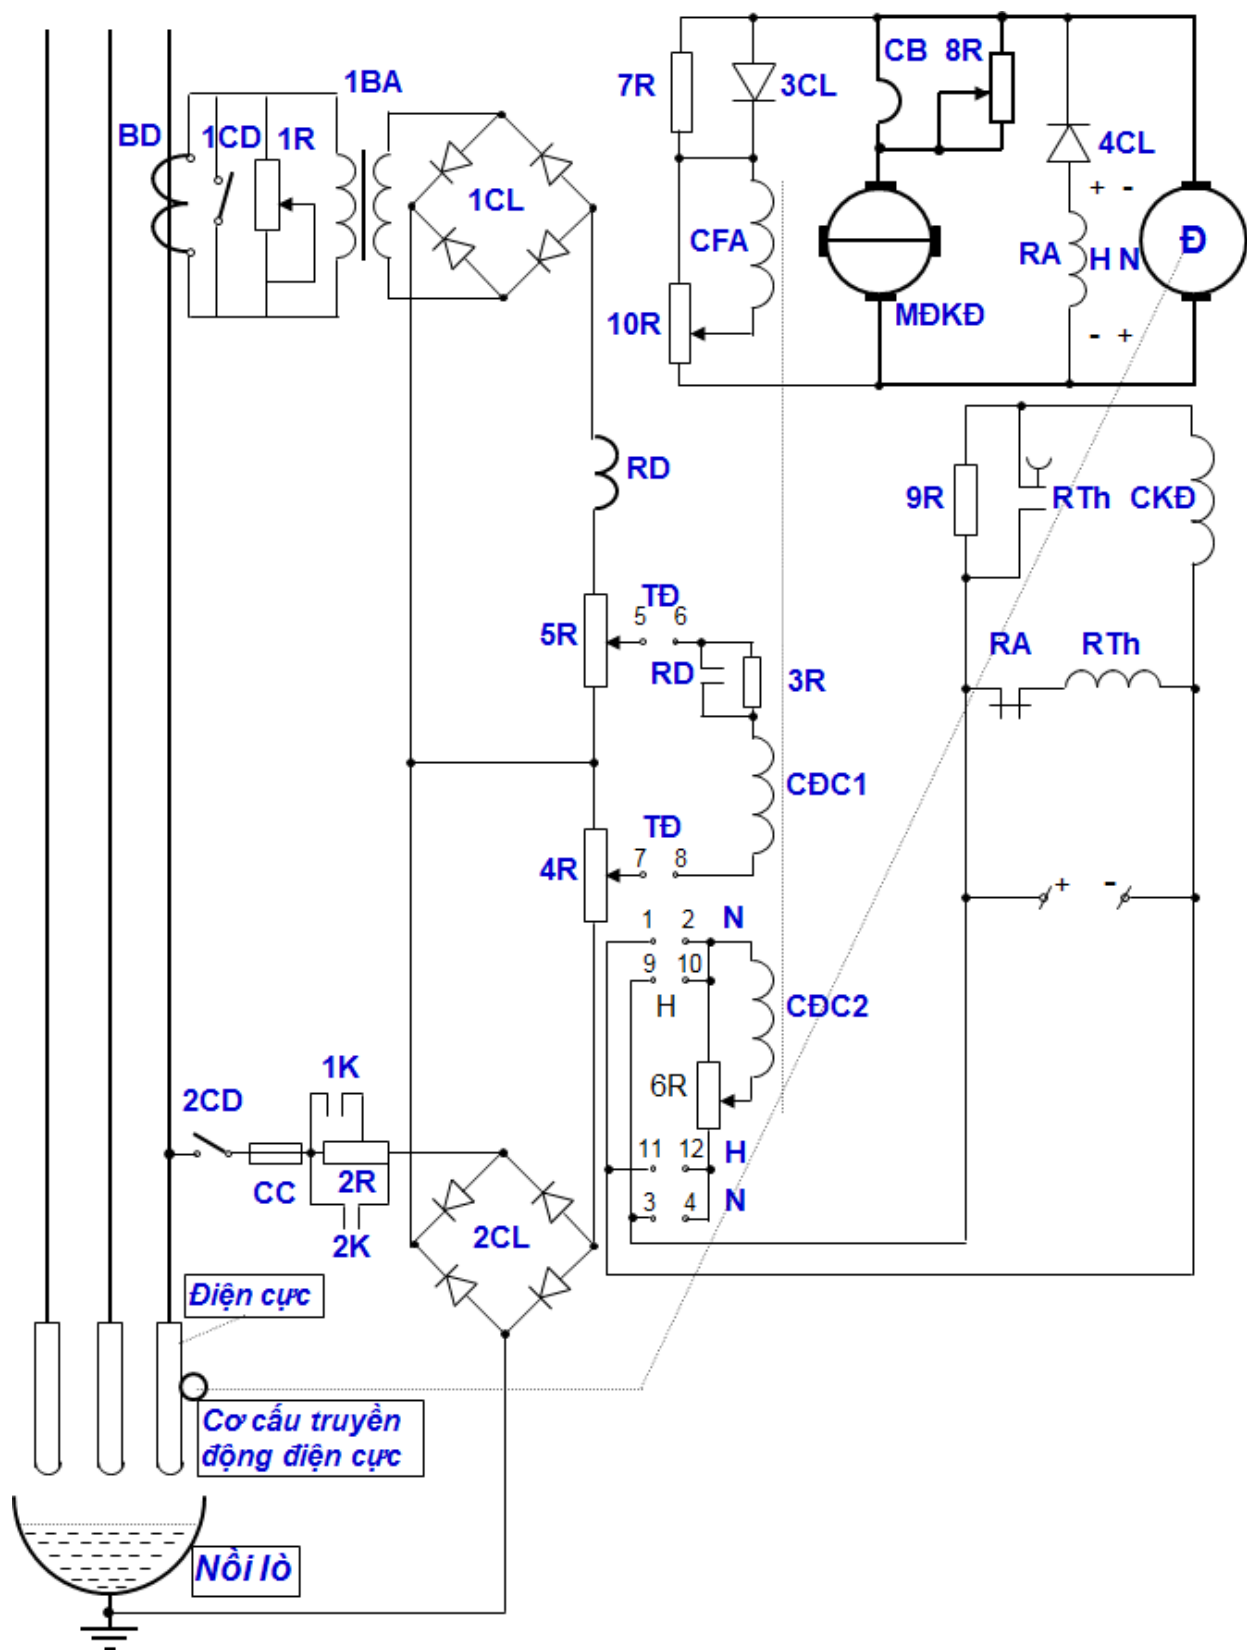 CB 8R
7R
3CL
1BA
BD
1CD
1R
4CL
+ -
1CL
CFA
RA
H N
Đ
10R
MĐKĐ
- +
RD
9R
RTh
CKĐ
TĐ
5 6
5R
RD
3R
RA
RTh
CĐC1
TĐ
7 8
4R
+ -
1 2 N
9 10
H
CĐC2
1K
6R
2CD
11 12 H
CC
2R
3 4 N
2K
2CL
Điện cực
Cơ cấu truyền
động điện cực
Nồi lò